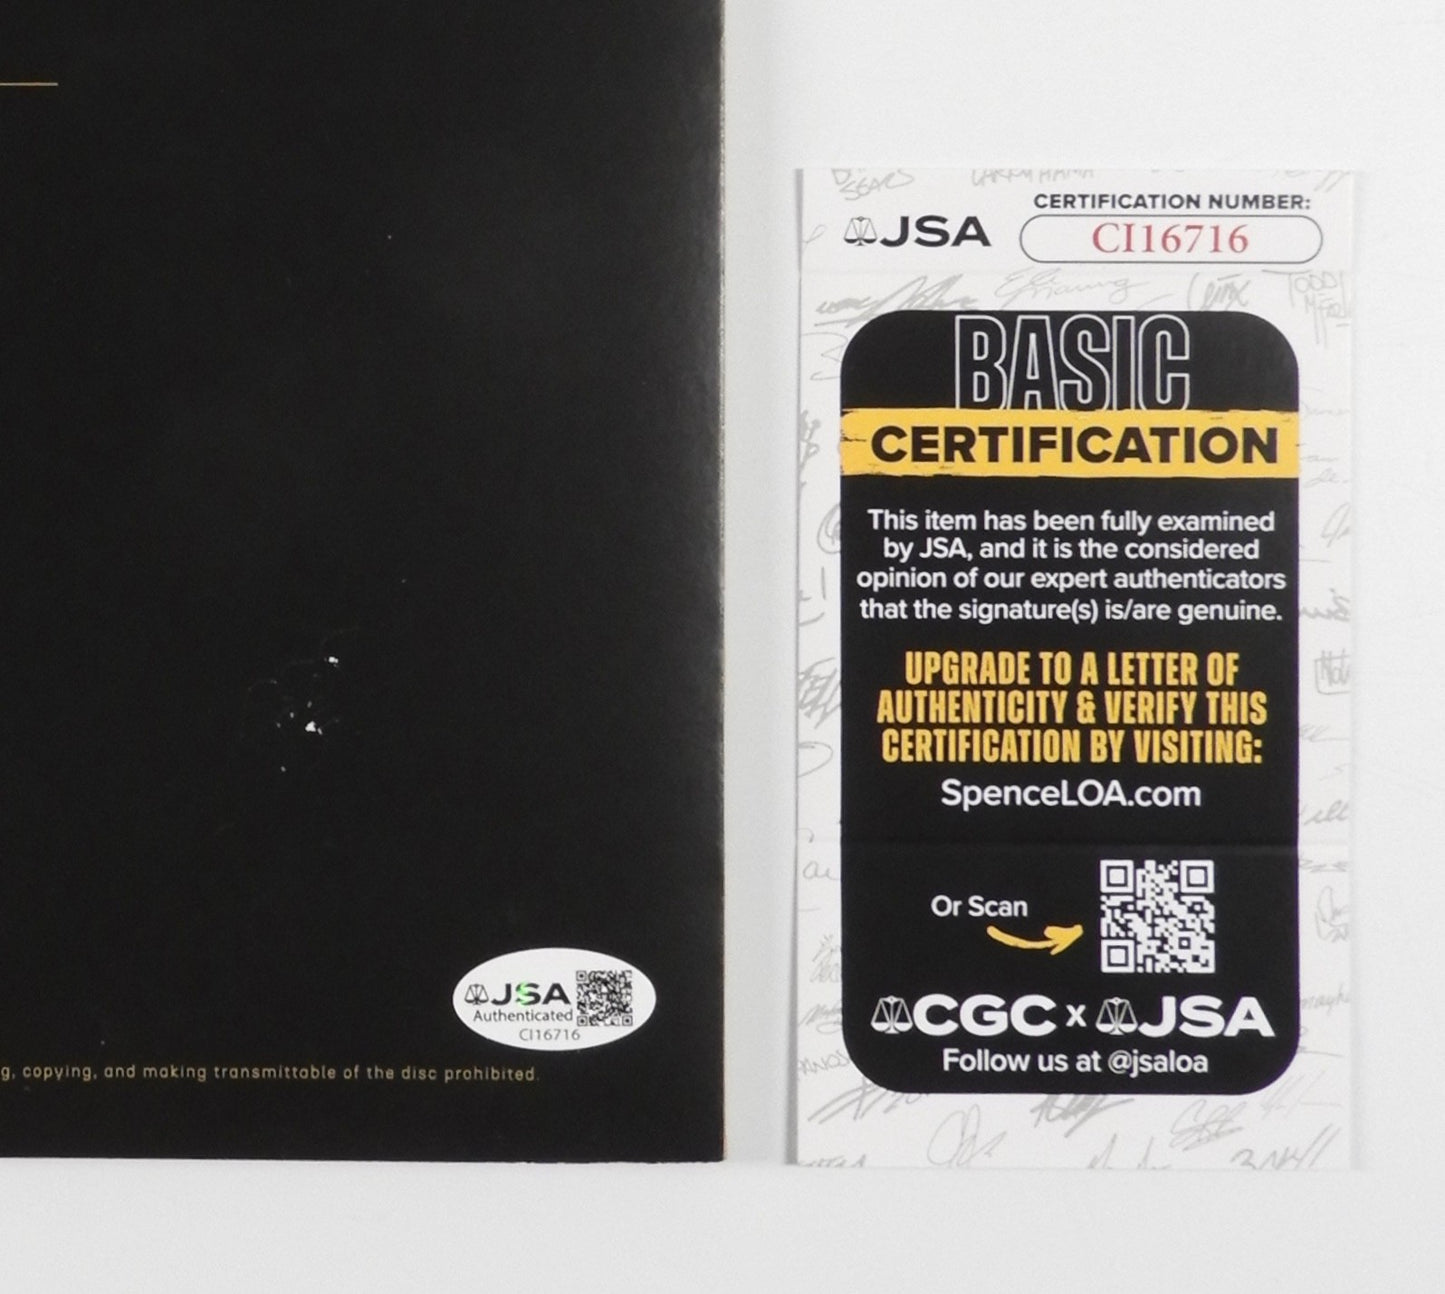 JSA
CERTIFICATION NUMBER:
CI16716
BASIC
CERTIFICATION
This item has been fully examined
by JSA, and it is the considered
opinion of our expert authenticators
that the signature(s) is/are genuine.
UPGRADE TO A LETTER OF
AUTHENTICITY & VERIFY THIS
CERTIFICATION BY VISITING:
SpenceLOA.com
Or Scan
CGC x JSA
Follow us at @jsaloa
JSA
Authenticated
CI16716
copying, and making transmittable of the disc prohibited.